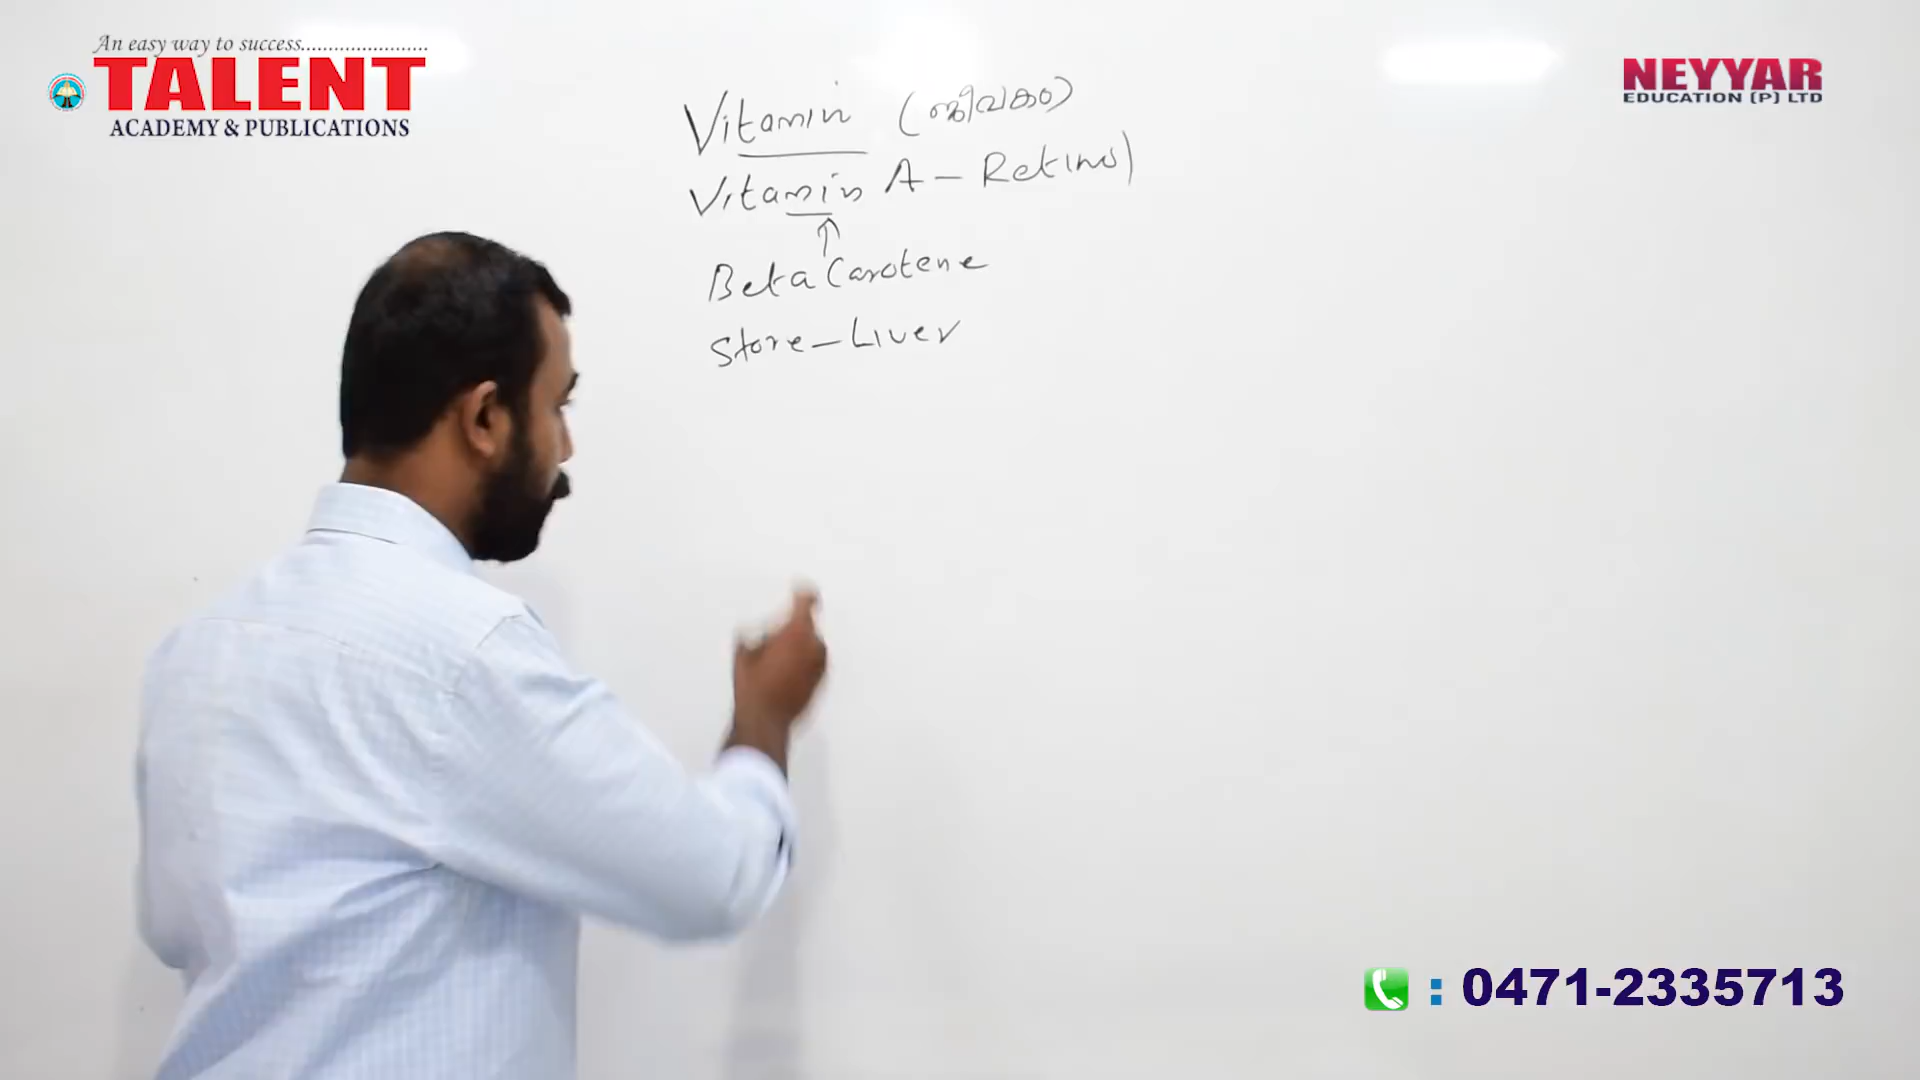 An easy way to success.......................
TALENT
ACADEMY & PUBLICATIONS
NEYYAR
EDUCATION (P) LTD
Vitamin (ജീവകം)
Vitamin A - Retinol
Beta Carotene
Store - Liver
: 0471-2335713